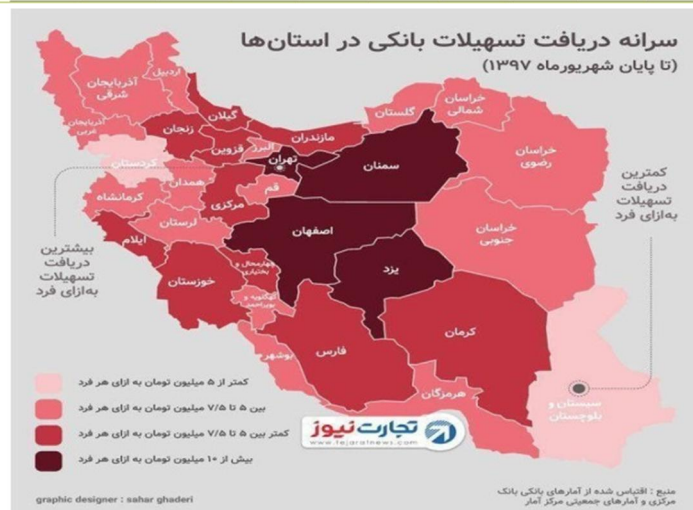 سرانه دریافت تسهیلات بانکی در استان‌ها
(تا پایان شهریورماه ۱۳۹۷)
اردبیل
آذربایجان
شرقی
آذربایجان
غربی
گیلان
زنجان
مازندران
گلستان
خراسان
شمالی
خراسان
رضوی
سمنان
تهران
البرز
قزوین
کردستان
همدان
قم
مرکزی
کرمانشاه
لرستان
ایلام
اصفهان
خراسان
جنوبی
یزد
چهارمحال و
بختیاری
خوزستان
کهگلویه و
بویراحمد
کرمان
فارس
بوشهر
هرمزگان
سیستان و
بلوچستان
کمترین
دریافت
تسهیلات
به‌ازای فرد
بیشترین
دریافت
تسهیلات
به‌ازای فرد
کمتر از ۵ میلیون تومان به ازای هر فرد
بین ۵ تا ۷/۵ میلیون تومان به ازای هر فرد
کمتر بین ۵ تا ۷/۵ میلیون تومان به ازای هر فرد
بیش از ۱۰ میلیون تومان به ازای هر فرد
تجارت‌نیوز
www.tejaratnews.com
منبع : اقتباس شده از آمارهای بانکی بانک
مرکزی و آمارهای جمعیتی مرکز آمار
graphic designer : sahar ghaderi